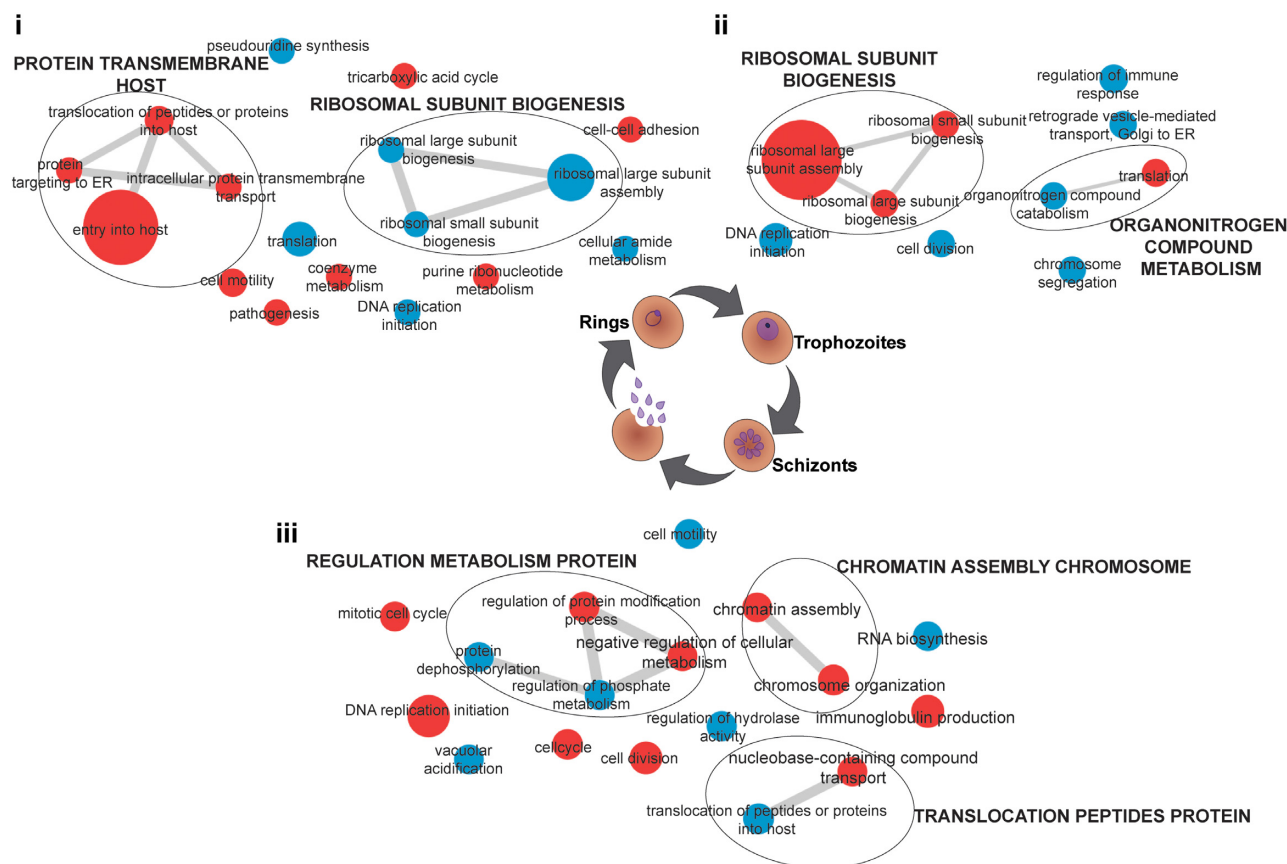 i
pseudouridine synthesis
PROTEIN TRANSMEMBRANE
HOST
tricarboxylic acid cycle
translocation of peptides or proteins
into host
RIBOSOMAL SUBUNIT BIOGENESIS
cell-cell adhesion
ribosomal large subunit
biogenesis
protein
targeting to ER
intracellular protein transmembrane
transport
ribosomal large subunit
assembly
entry into host
ribosomal small subunit
biogenesis
translation
cellular amide
metabolism
cell motility
coenzyme
metabolism
purine ribonucleotide
metabolism
pathogenesis
DNA replication
initiation
ii
RIBOSOMAL SUBUNIT
BIOGENESIS
regulation of immune
response
ribosomal small subunit
biogenesis
retrograde vesicle-mediated
transport, Golgi to ER
ribosomal large
subunit assembly
translation
ribosomal large subunit
biogenesis
organonitrogen compound
catabolism
DNA replication
initiation
cell division
ORGANONITROGEN
COMPOUND
METABOLISM
chromosome
segregation
Rings
Trophozoites
Schizonts
iii
cell motility
REGULATION METABOLISM PROTEIN
CHROMATIN ASSEMBLY CHROMOSOME
mitotic cell cycle
regulation of protein modification
process
chromatin assembly
RNA biosynthesis
protein
dephosphorylation
negative regulation of cellular
metabolism
regulation of phosphate
metabolism
chromosome organization
DNA replication initiation
regulation of hydrolase
activity
immunoglobulin production
vacuolar
acidification
cellcycle
cell division
nucleobase-containing compound
transport
translocation of peptides or proteins
into host
TRANSLOCATION PEPTIDES PROTEIN